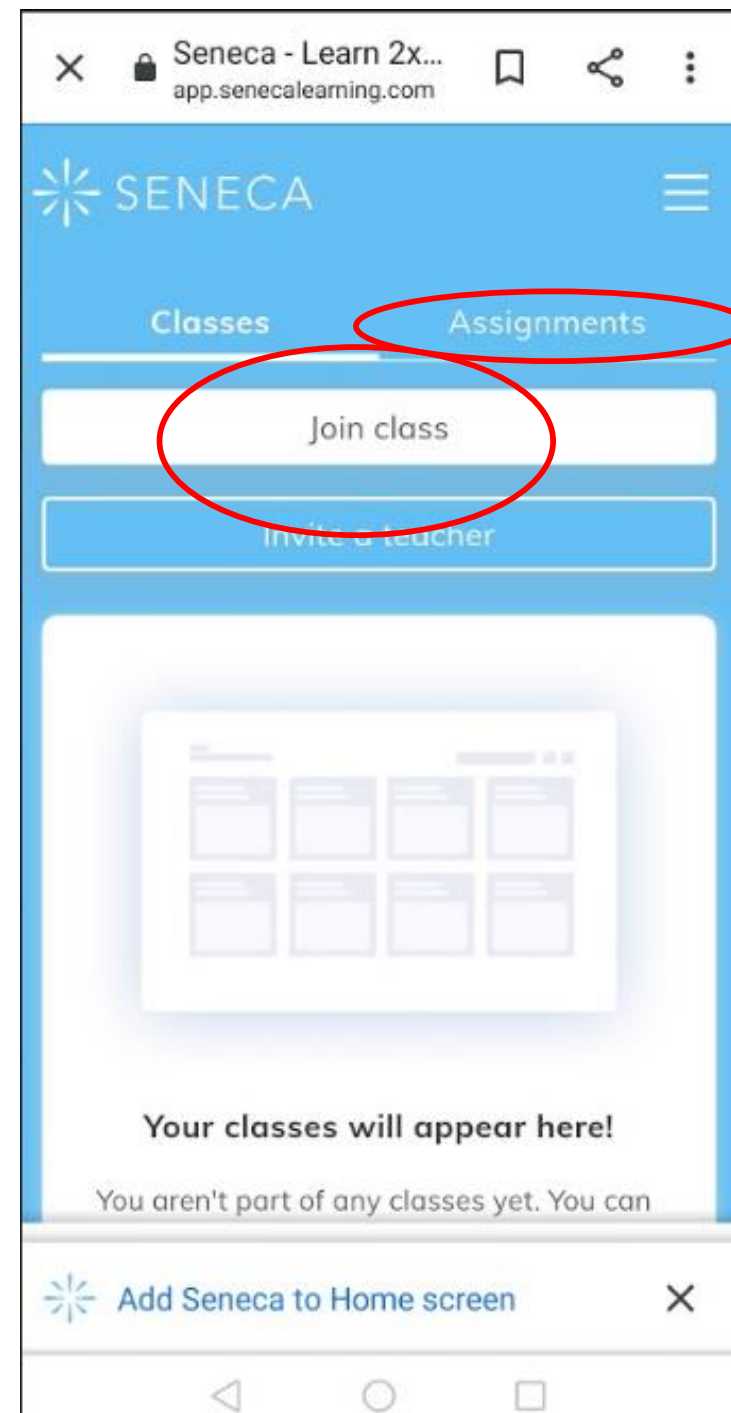 Seneca - Learn 2x...
app.senecalearning.com
SENECA
Classes Assignments
Join class
Invite a teacher
Your classes will appear here!
You aren't part of any classes yet. You can
Add Seneca to Home screen